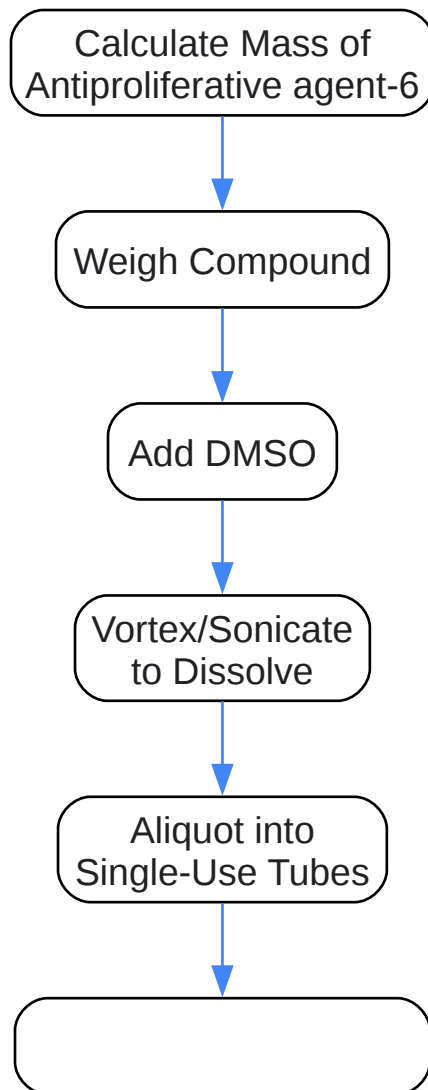 Calculate Mass of
Antiproliferative agent-6
Weigh Compound
Add DMSO
Vortex/Sonicate
to Dissolve
Aliquot into
Single-Use Tubes